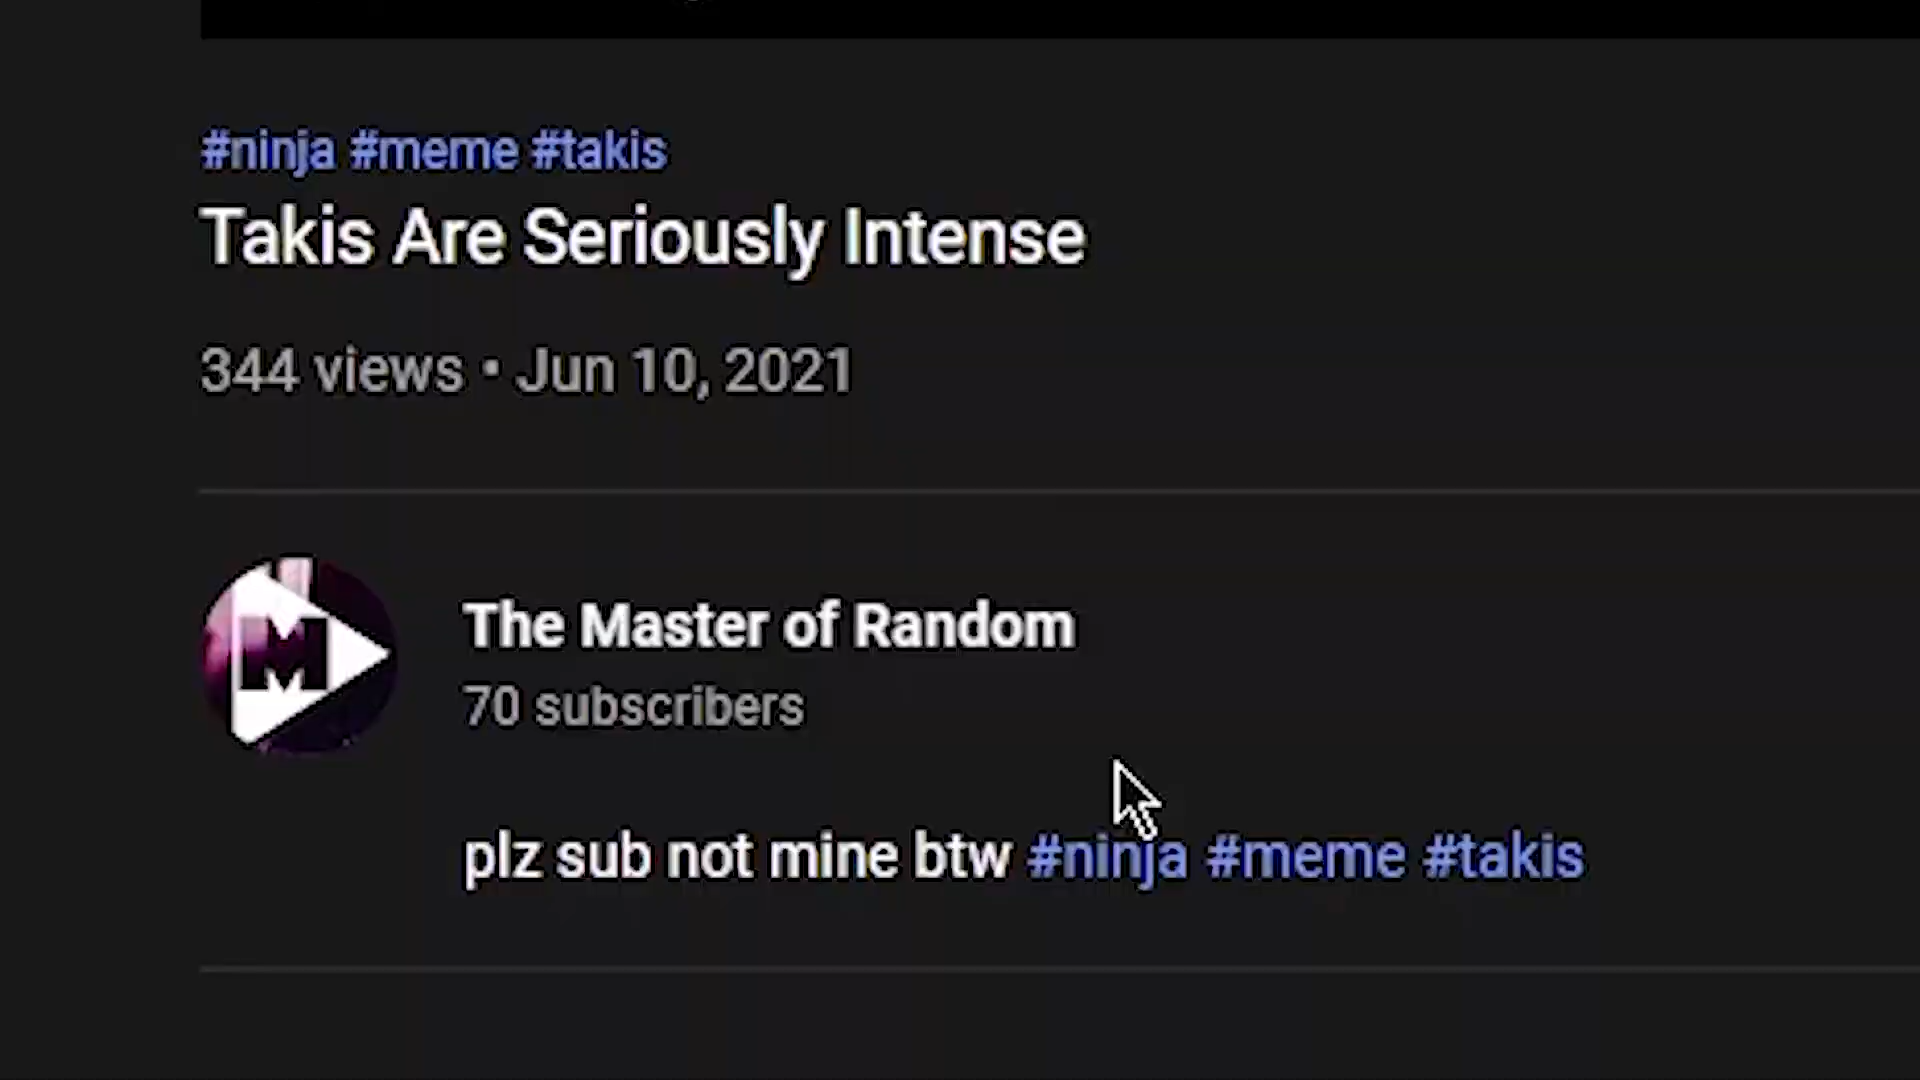 #ninja #meme #takis
Takis Are Seriously Intense
344 views • Jun 10, 2021
M
The Master of Random
70 subscribers
plz sub not mine btw #ninja #meme #takis